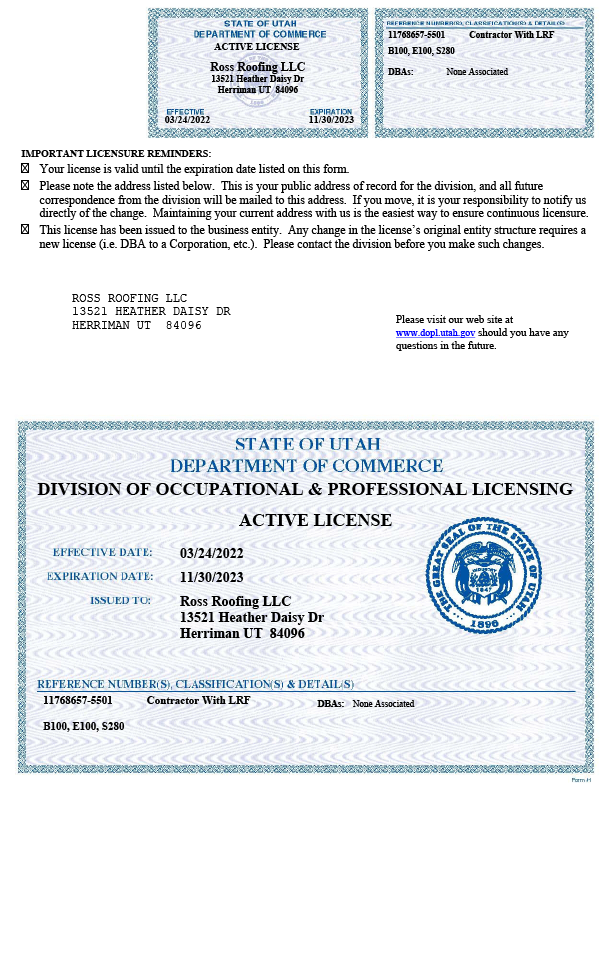 STATE OF UTAH
DEPARTMENT OF COMMERCE
ACTIVE LICENSE
Ross Roofing LLC
13521 Heather Daisy Dr
Herriman UT 84096
EFFECTIVE
03/24/2022
EXPIRATION
11/30/2023
REFERENCE NUMBER(S), CLASSIFICATION(S) & DETAIL(S)
11768657-5501 Contractor With LRF
B100, E100, S280
DBAs: None Associated
IMPORTANT LICENSURE REMINDERS:
☒ Your license is valid until the expiration date listed on this form.
☒ Please note the address listed below. This is your public address of record for the division, and all future
correspondence from the division will be mailed to this address. If you move, it is your responsibility to notify us
directly of the change. Maintaining your current address with us is the easiest way to ensure continuous licensure.
☒ This license has been issued to the business entity. Any change in the license's original entity structure requires a
new license (i.e. DBA to a Corporation, etc.). Please contact the division before you make such changes.
ROSS ROOFING LLC
13521 HEATHER DAISY DR
HERRIMAN UT 84096
Please visit our web site at
www.dopl.utah.gov should you have any
questions in the future.
STATE OF UTAH
DEPARTMENT OF COMMERCE
DIVISION OF OCCUPATIONAL & PROFESSIONAL LICENSING
ACTIVE LICENSE
EFFECTIVE DATE: 03/24/2022
EXPIRATION DATE: 11/30/2023
ISSUED TO: Ross Roofing LLC
13521 Heather Daisy Dr
Herriman UT 84096
THE GREAT SEAL OF THE STATE OF UTAH
INDUSTRY
1847
1896
REFERENCE NUMBER(S), CLASSIFICATION(S) & DETAIL(S)
11768657-5501 Contractor With LRF DBAs: None Associated
B100, E100, S280
Form-H